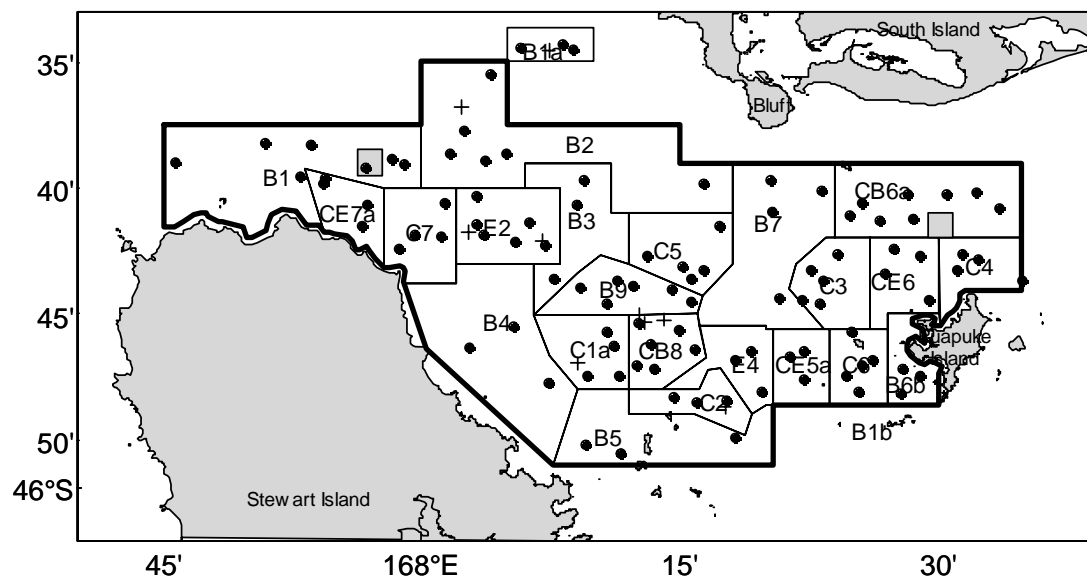 South Island
35'
B1a
Bluff
B2
40'
B1
CE7a
C7
E2
B3
B7
CB6a
C5
C3
CE6
C4
B9
45'
B4
C1a
CB8
E4
CE5a
C6
Ruapuke
Island
B6b
C2
B1b
50'
B5
46°S
Stewart Island
45'
168°E
15'
30'